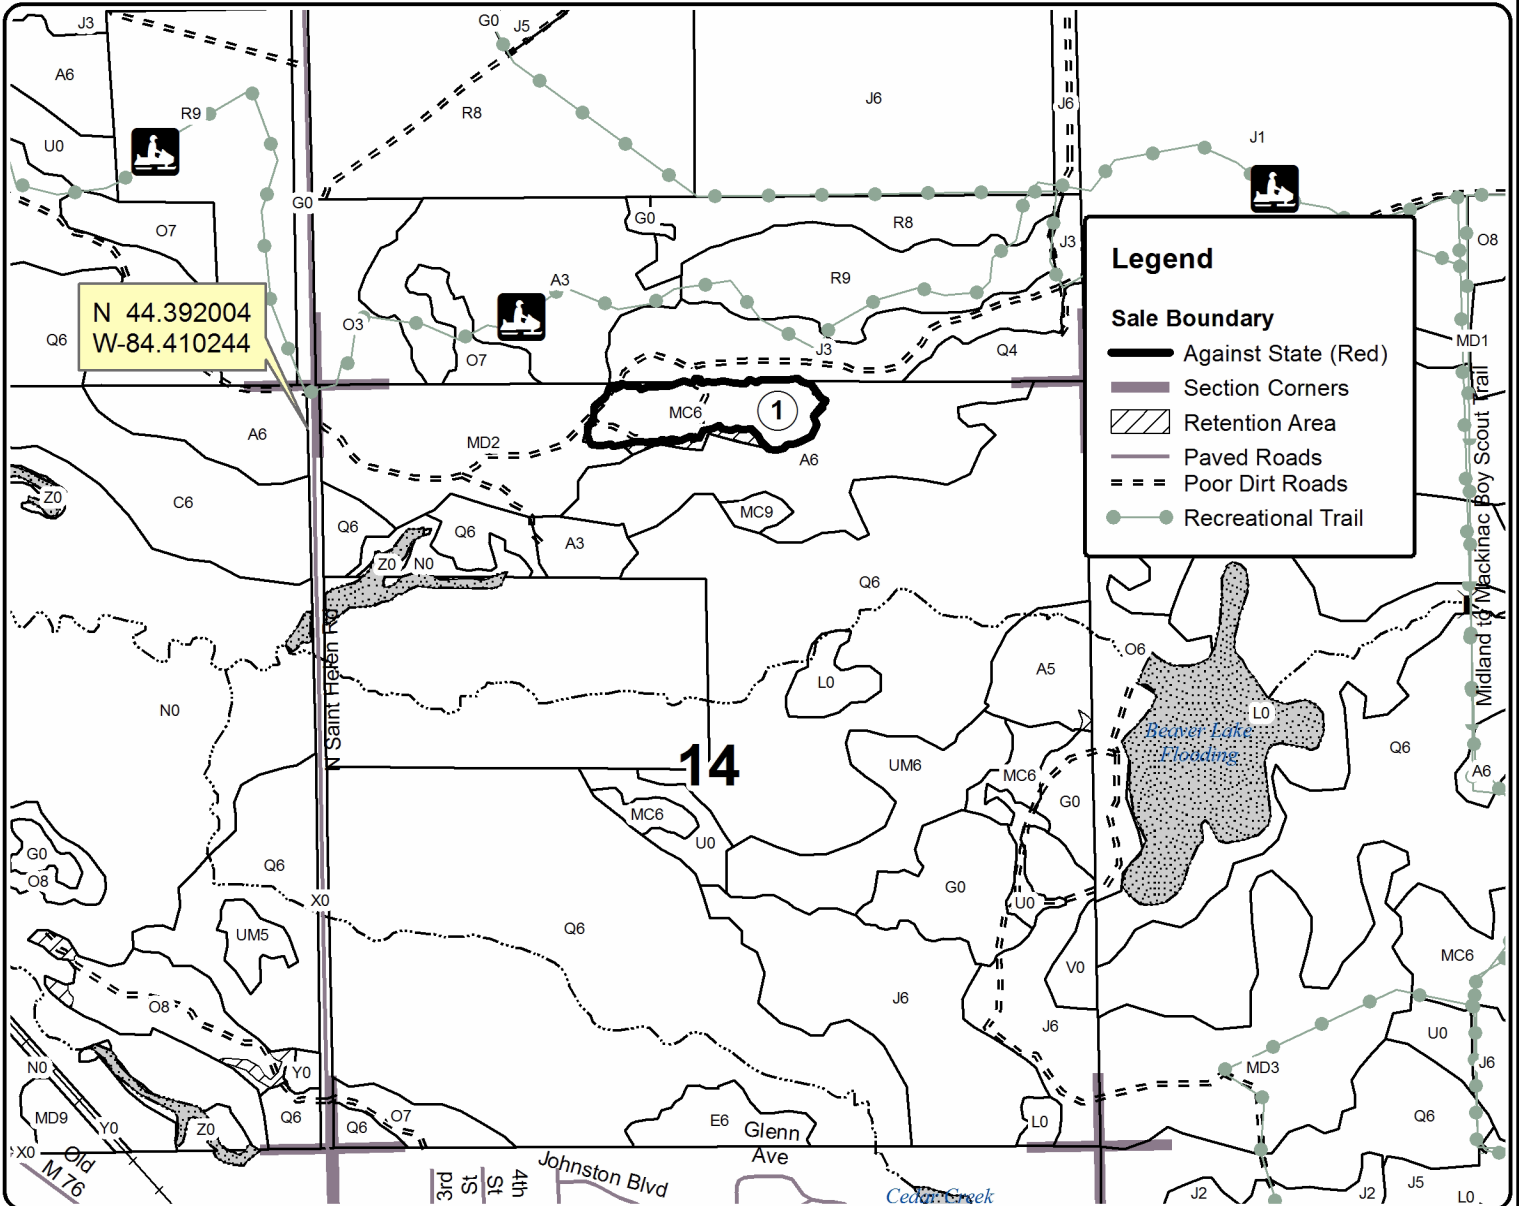 J3
G0
J5
A6
R9
R8
J6
J6
J1
U0
G0
G0
R8
O7
J3
O8
A3
R9
N 44.392004
W-84.410244
Q6
O3
O7
J3
Q4
MD1
Legend
Sale Boundary
Against State (Red)
Section Corners
Retention Area
Paved Roads
Poor Dirt Roads
Recreational Trail
MC6
1
A6
MD2
A6
Z0
C6
Q6
Q6
A3
MC9
Z0
N0
Q6
Midland to Mackinac Boy Scout Trail
N Saint Helen Rd
O6
A5
L0
N0
L0
Beaver Lake
Flooding
Q6
14
UM6
MC6
G0
A6
MC6
U0
G0
O8
Q6
G0
U0
X0
Q6
UM5
V0
MC6
O8
J6
J6
U0
J6
N0
Y0
MD3
MD9
Y0
Z0
Q6
Q6
O7
E6
Glenn
Ave
L0
Q6
X0
Old
M 76
3rd
St
4th
St
Johnston Blvd
Cedar Creek
J2
J2
J5
L0